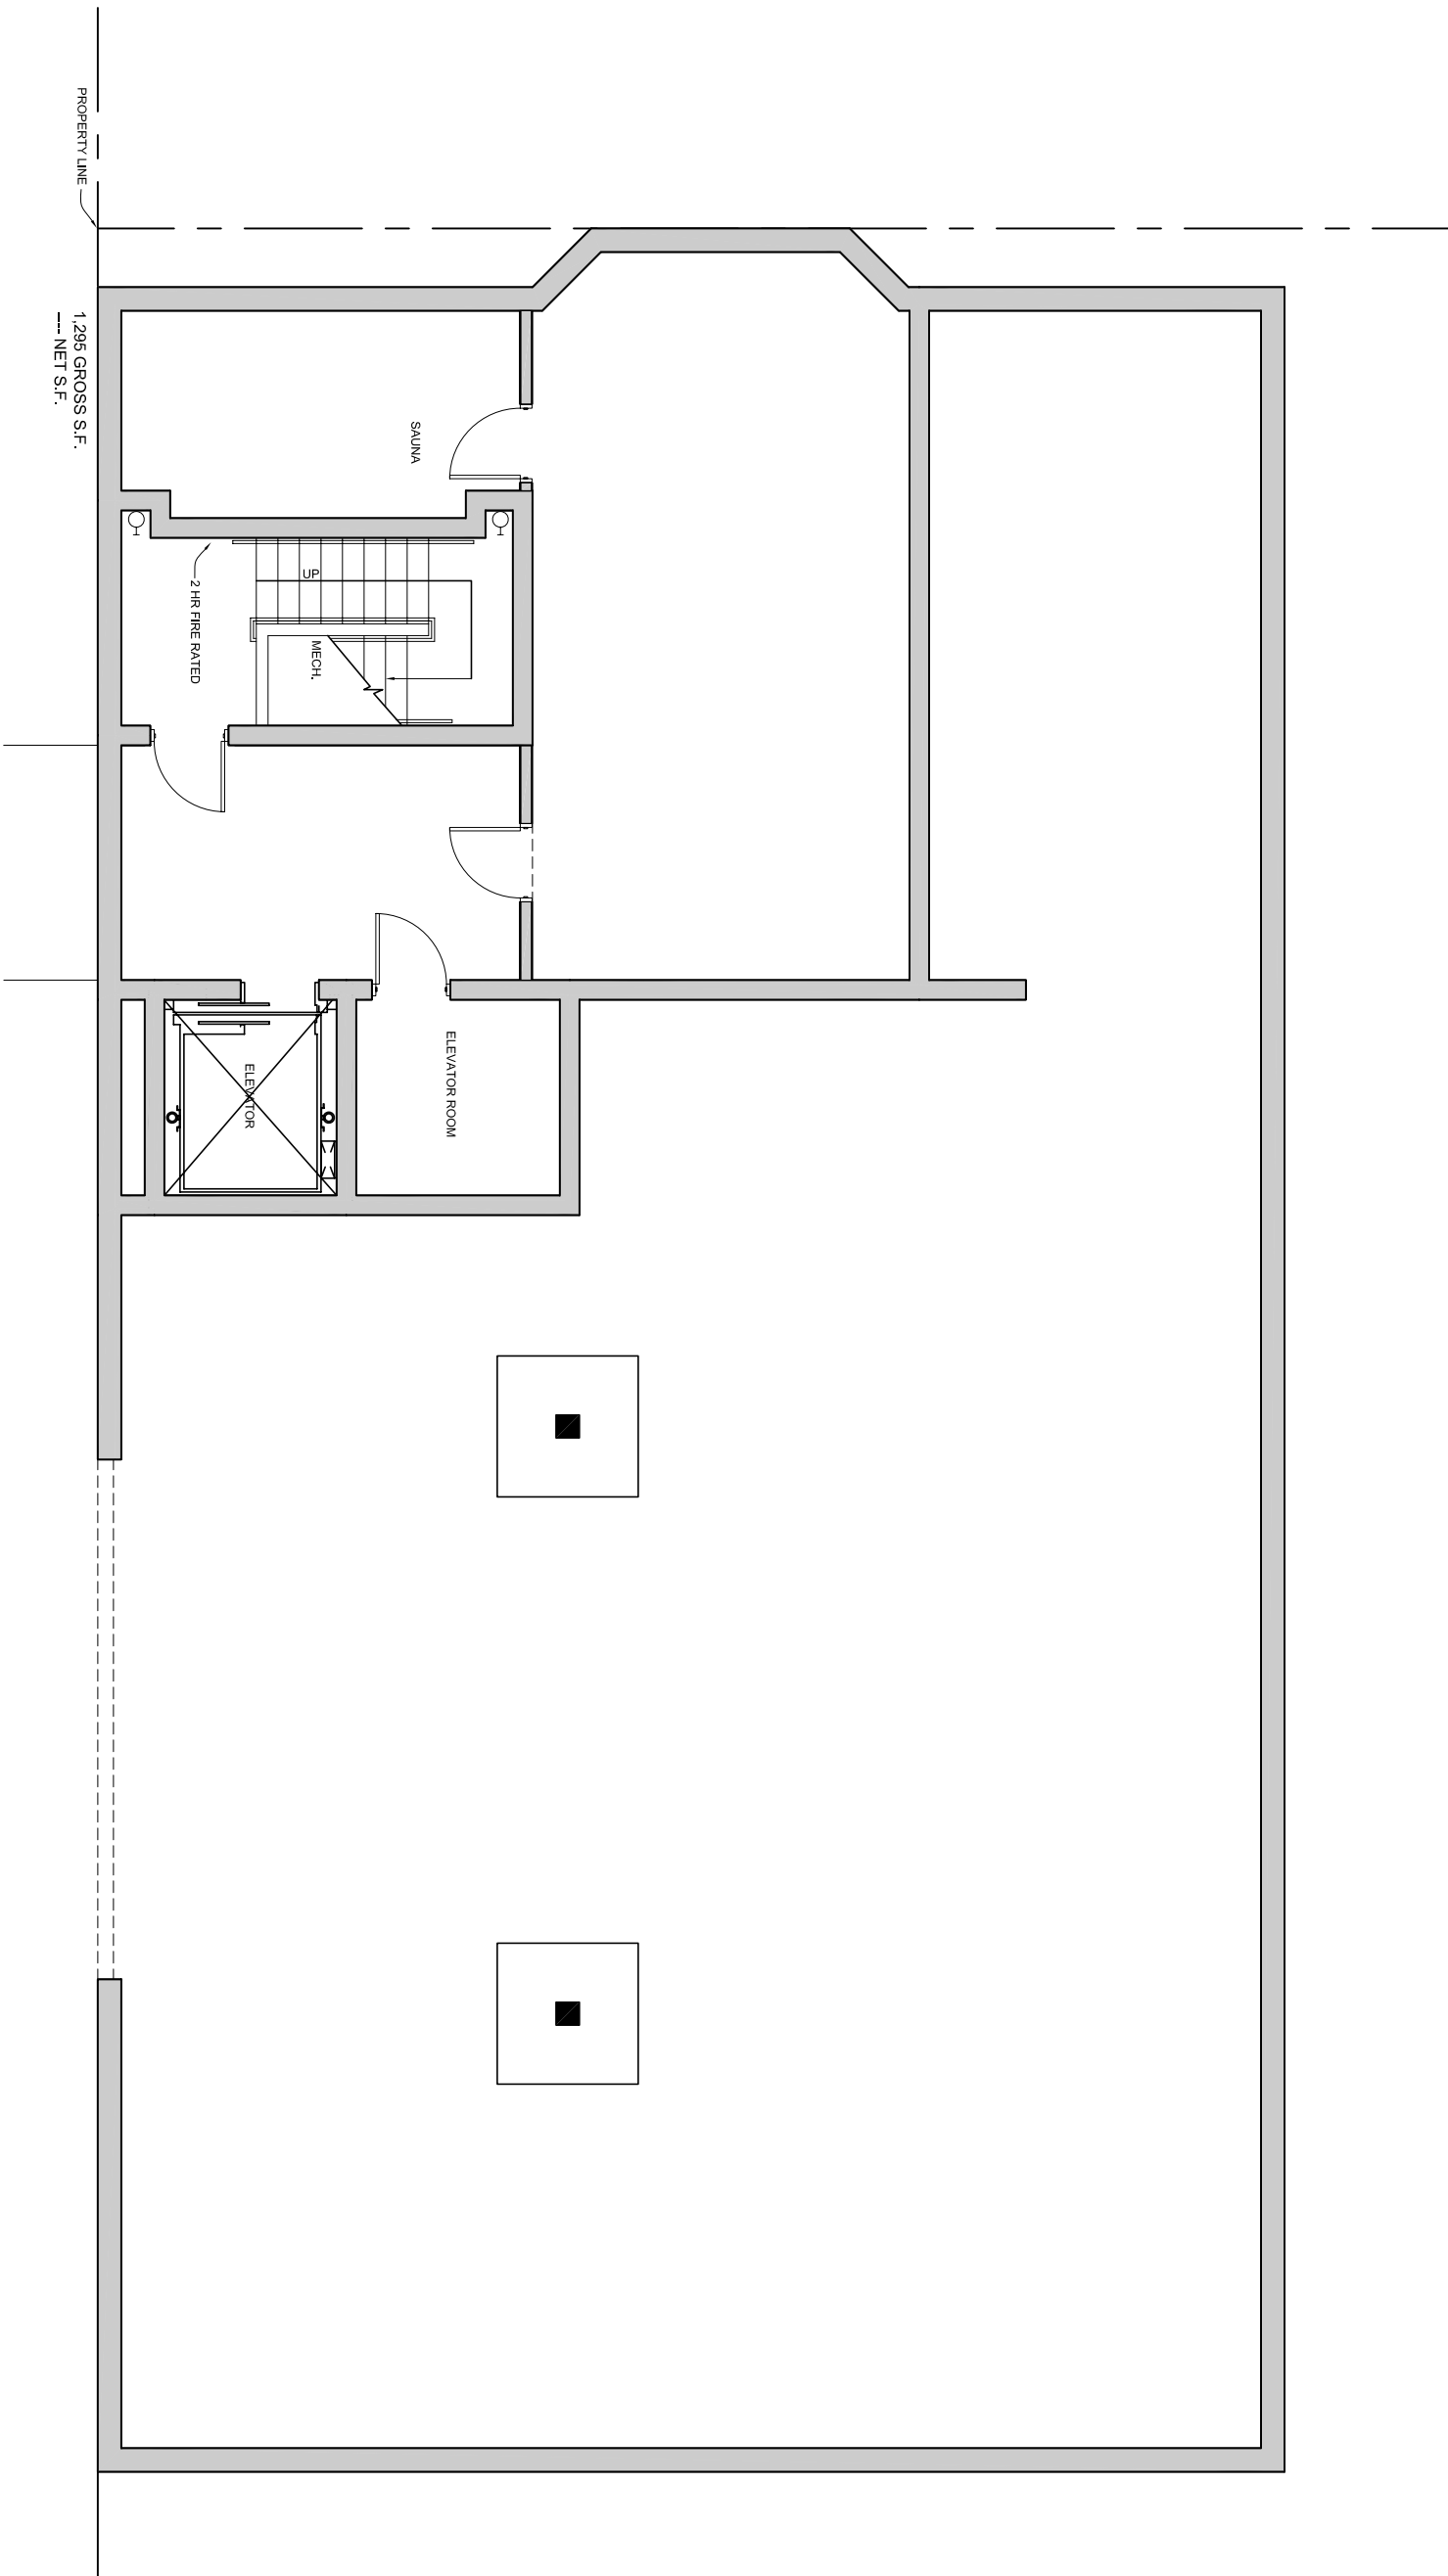 PROPERTY LINE
1,295 GROSS S.F.
---- NET S.F.
SAUNA
UP
2 HR FIRE RATED
MECH.
ELEVATOR ROOM
ELEVATOR